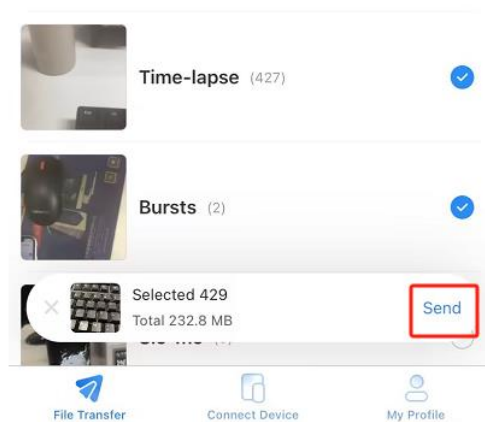 Time-lapse (427)
Bursts (2)
Selected 429
Total 232.8 MB
Send
File Transfer
Connect Device
My Profile